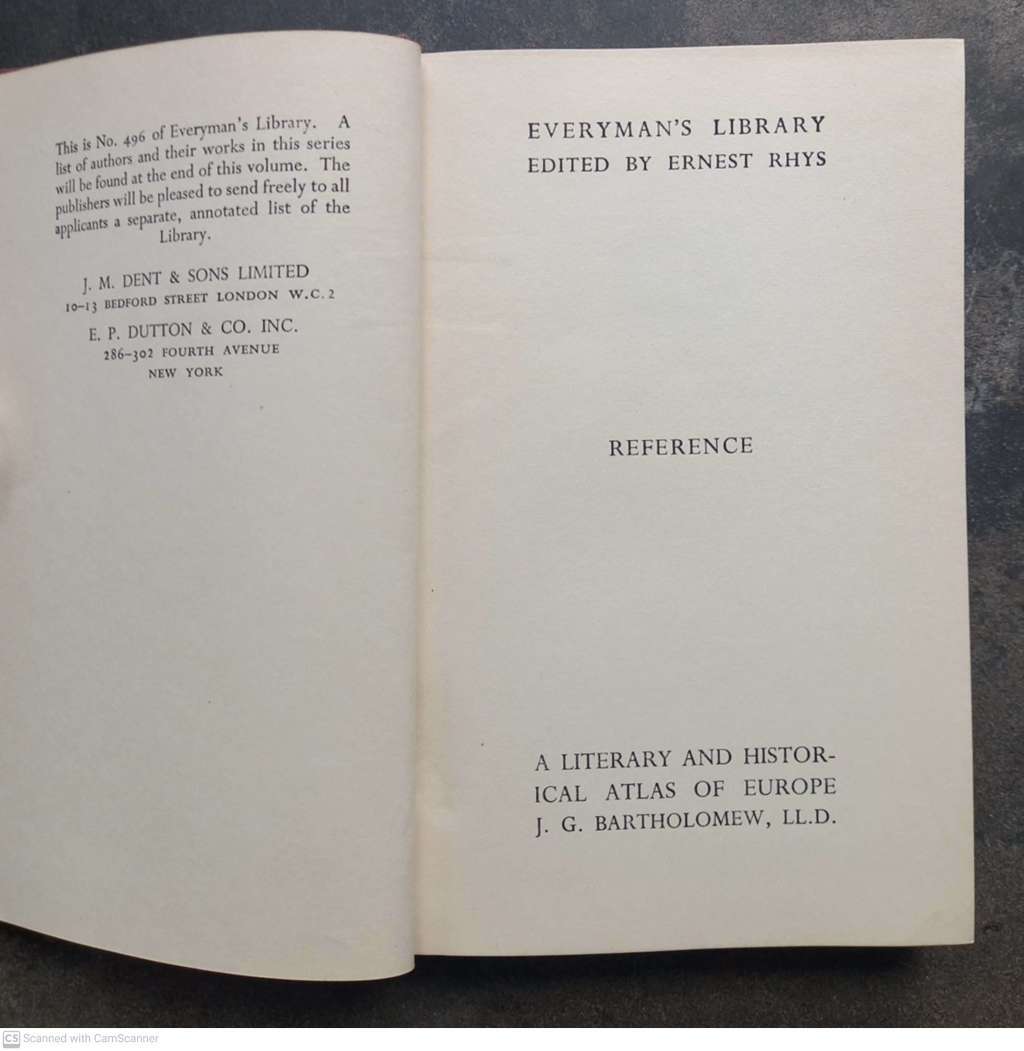 This is No. 496 of Everyman's Library. A
list of authors and their works in this series
will be found at the end of this volume. The
publishers will be pleased to send freely to all
applicants a separate, annotated list of the
Library.
J. M. DENT & SONS LIMITED
10–13 BEDFORD STREET LONDON W.C. 2
E. P. DUTTON & CO. INC.
286–302 FOURTH AVENUE
NEW YORK
EVERYMAN'S LIBRARY
EDITED BY ERNEST RHYS
REFERENCE
A LITERARY AND HISTOR-
ICAL ATLAS OF EUROPE
J. G. BARTHOLOMEW, LL.D.
CS Scanned with CamScanner